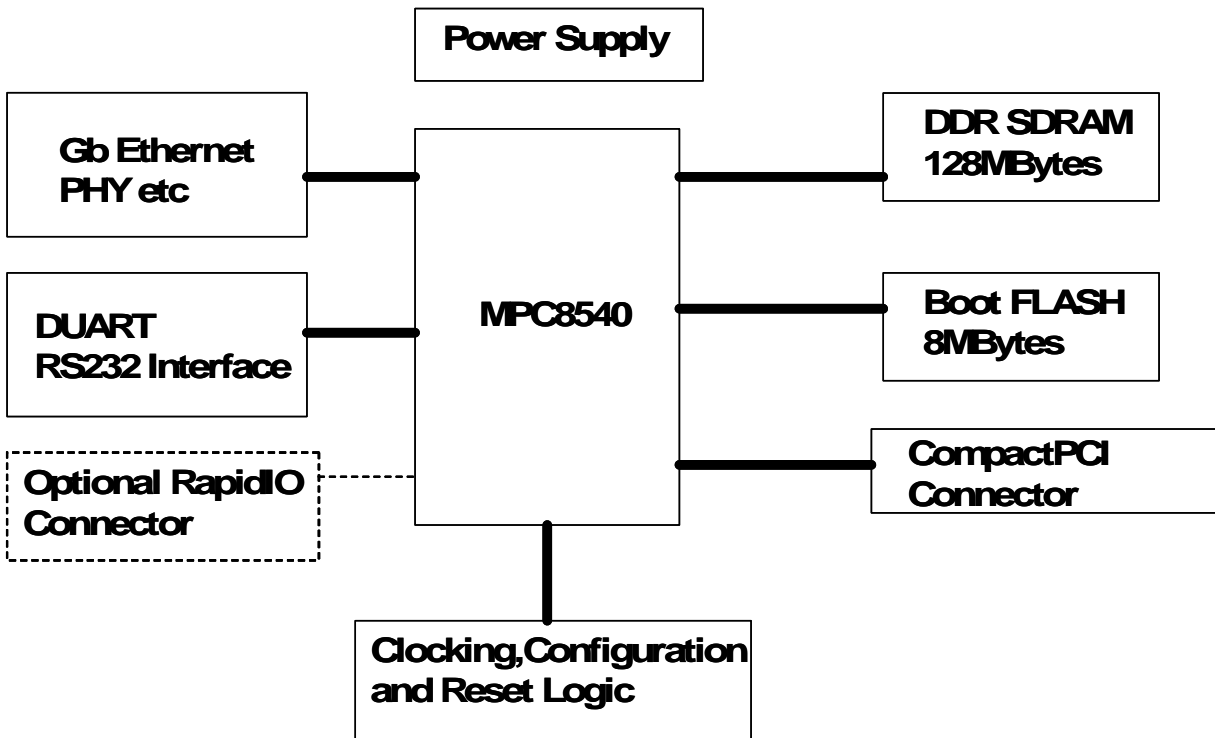 Power Supply
Gb Ethernet
PHY etc
DDR SDRAM
128MBytes
MPC8540
DUART
RS232 Interface
Boot FLASH
8MBytes
Optional RapidIO
Connector
CompactPCI
Connector
Clocking,Configuration
and Reset Logic